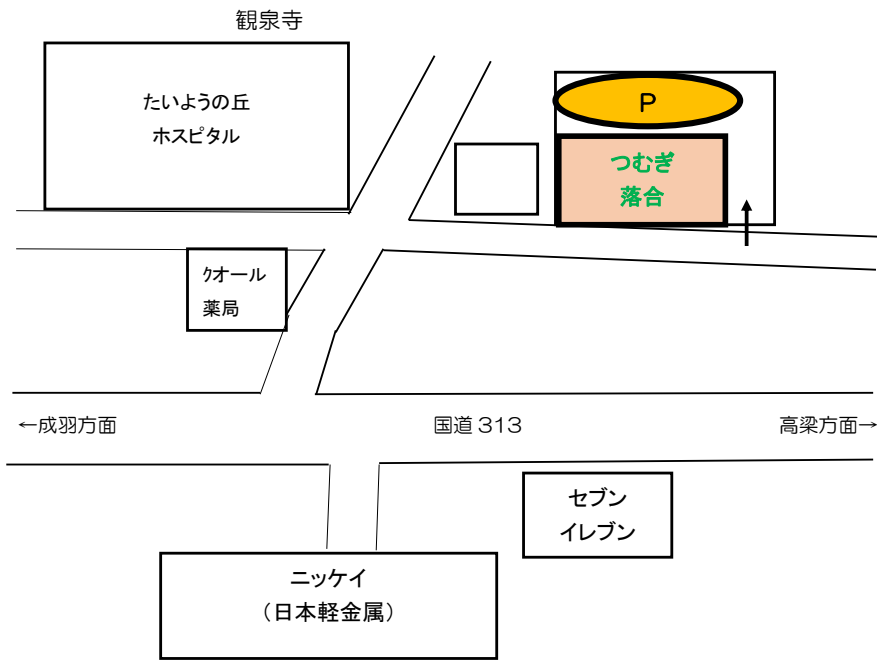 観泉寺
たいようの丘
ホスピタル
P
つむぎ
落合
クオール
薬局
←成羽方面
国道 313
高梁方面→
セブン
イレブン
ニッケイ
（日本軽金属）